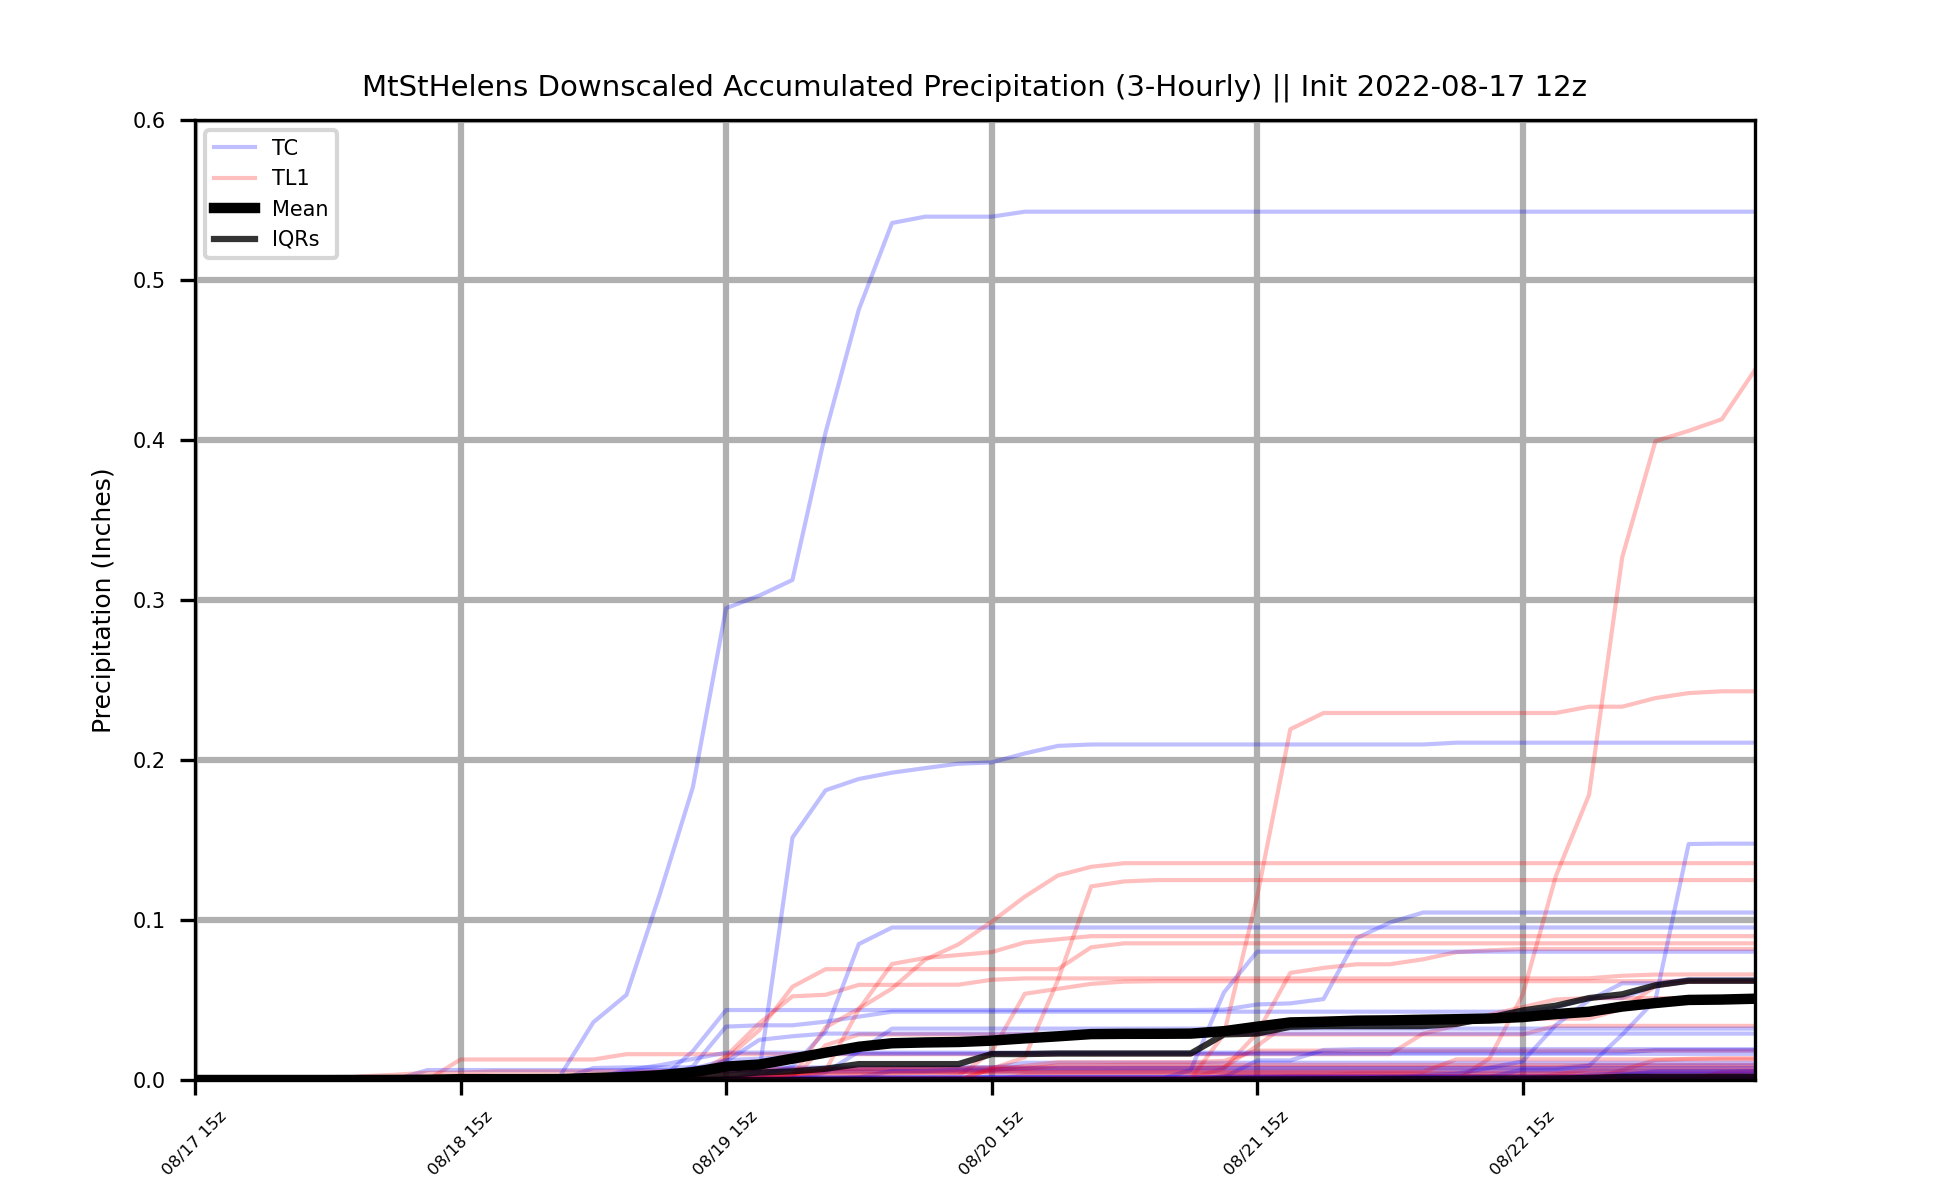 MtStHelens Downscaled Accumulated Precipitation (3-Hourly) || Init 2022-08-17 12z
TC
TL1
Mean
IQRs
Precipitation (Inches)
0.6
0.5
0.4
0.3
0.2
0.1
0.0
08/17 15z
08/18 15z
08/19 15z
08/20 15z
08/21 15z
08/22 15z